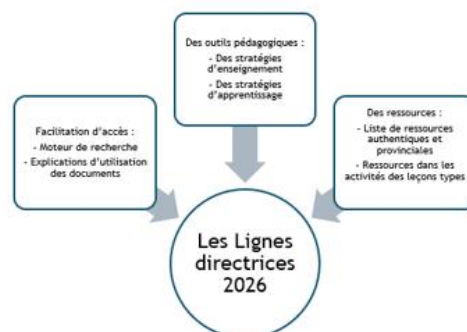 Des outils pédagogiques :
- Des stratégies
d'enseignement
- Des stratégies
d'apprentissage
Facilitation d'accès :
- Moteur de recherche
- Explications d'utilisation
des documents
Des ressources :
- Liste de ressources
authentiques et
provinciales
- Ressources dans les
activités des leçons types
Les Lignes
directrices
2026